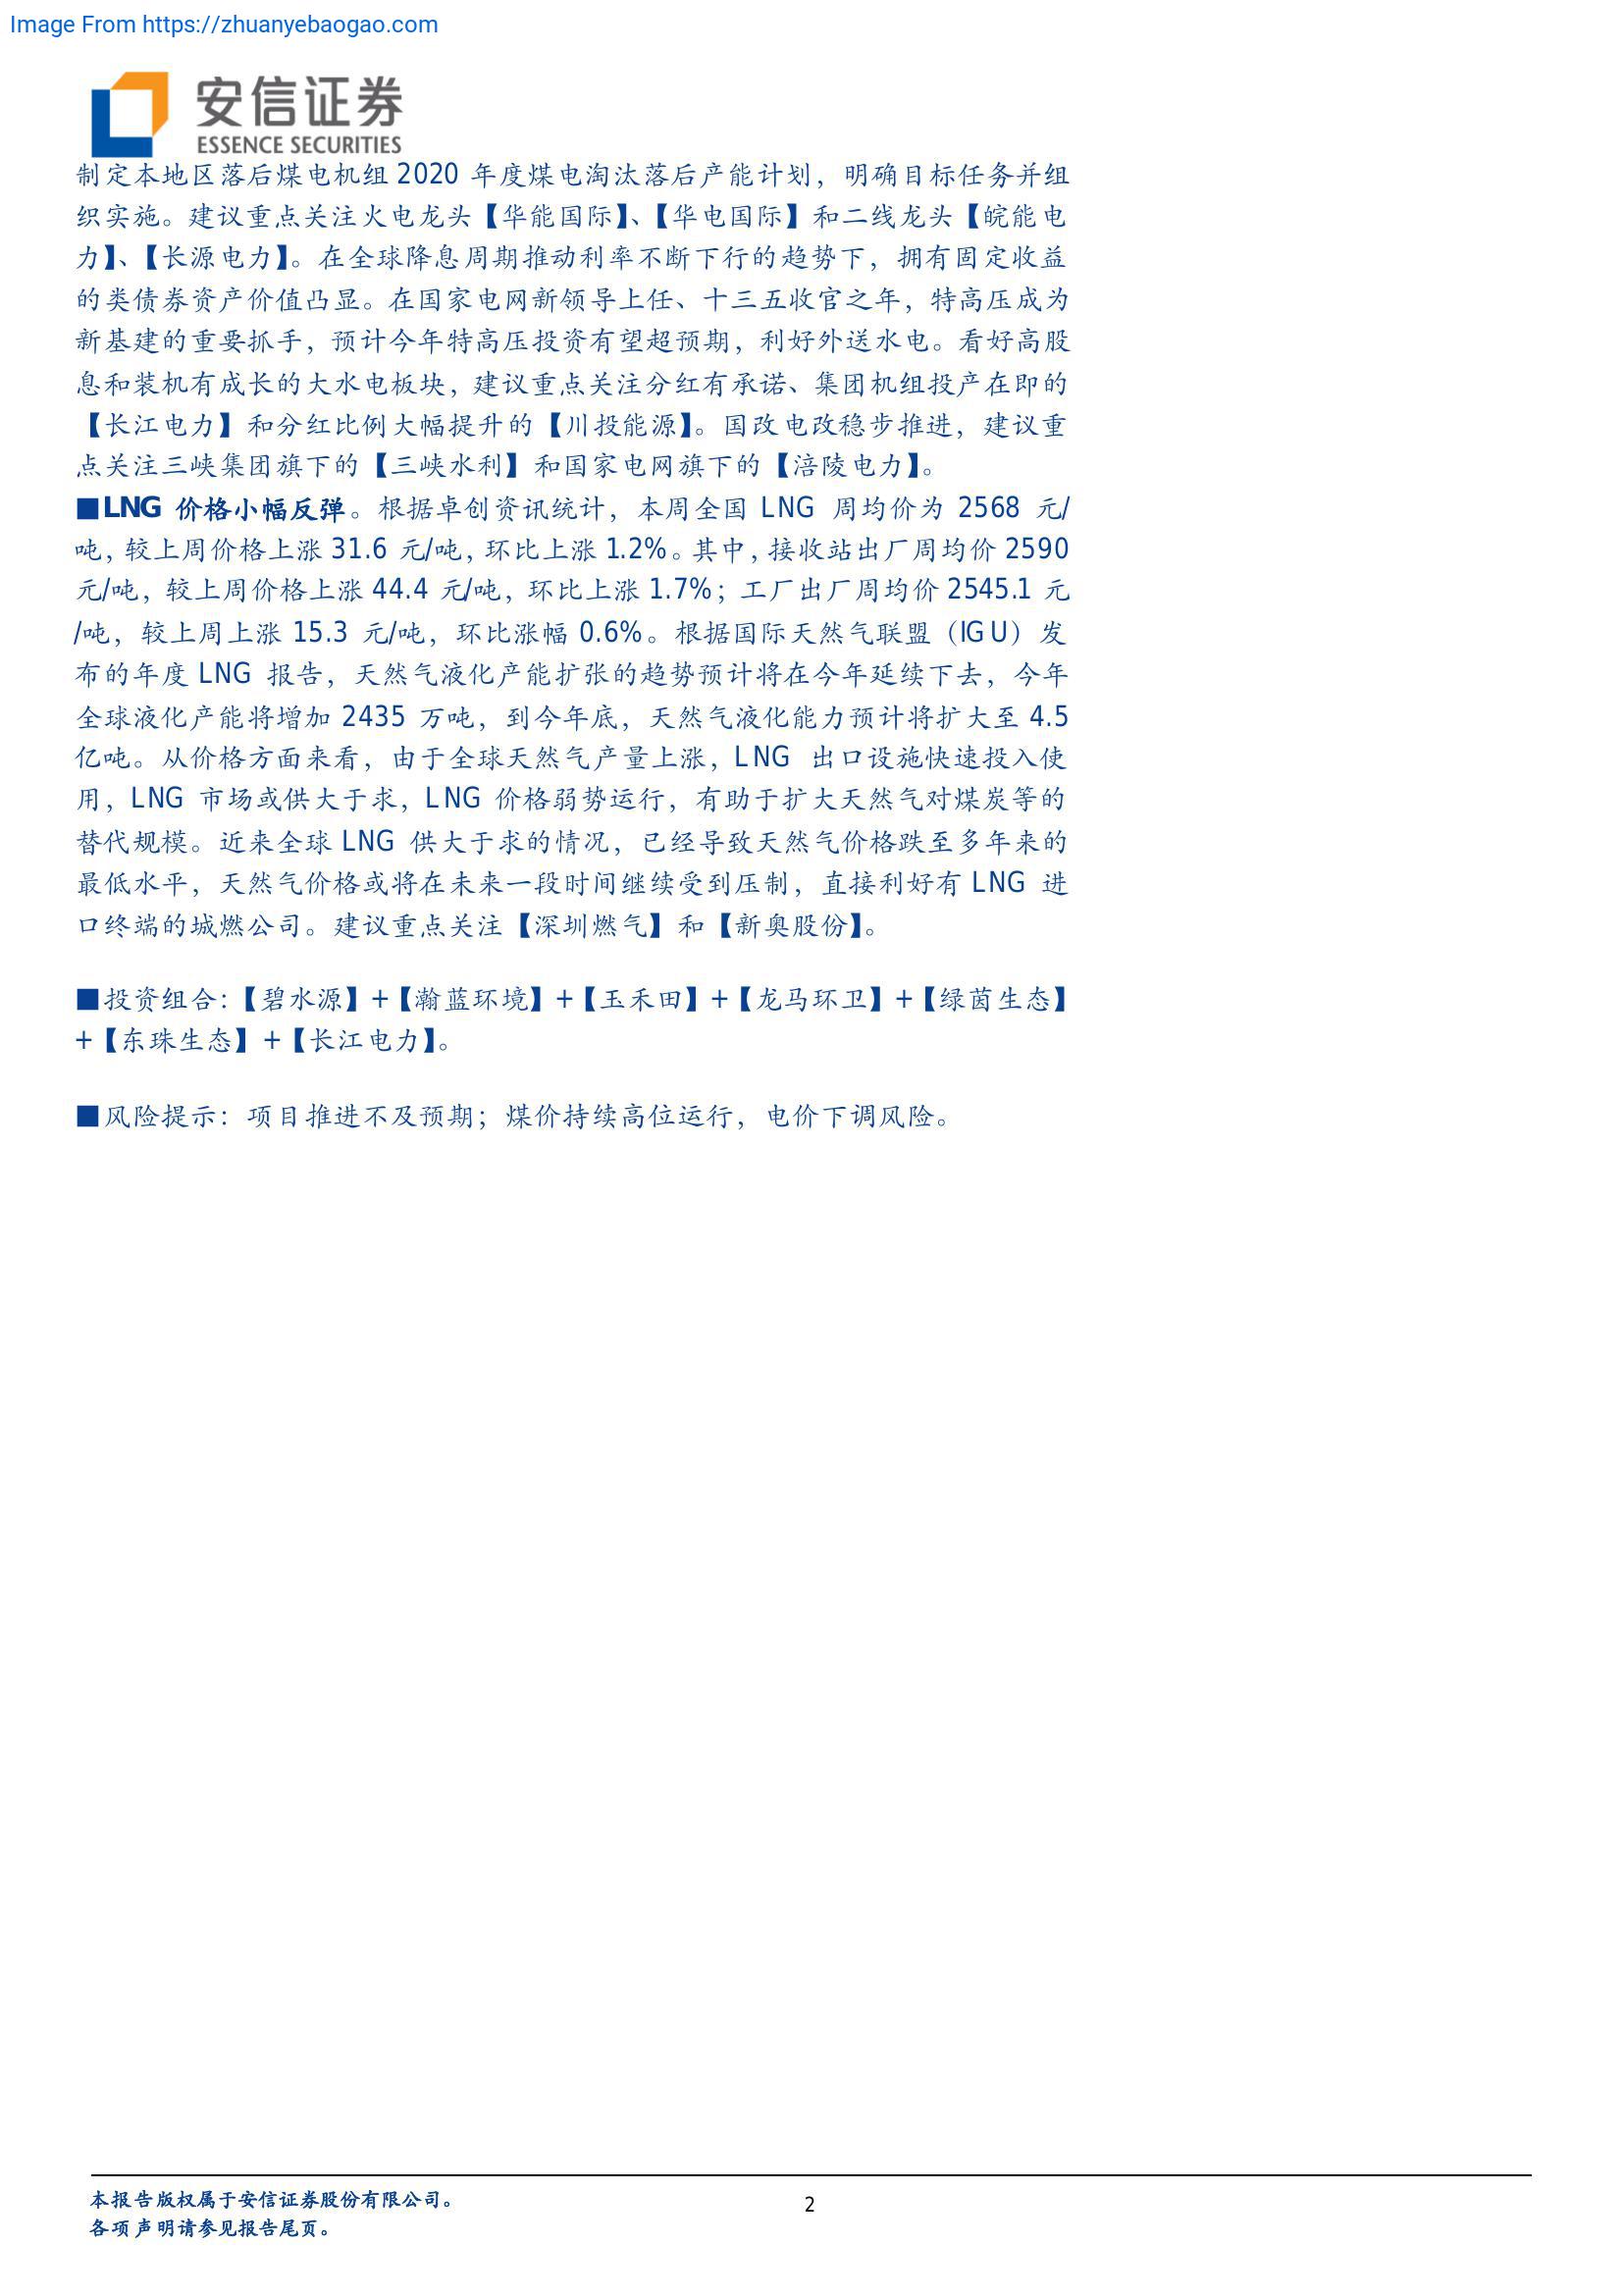 Image From https://zhuanyebaogao.com
安信证券
ESSENCE SECURITIES
制定本地区落后煤电机组 2020 年度煤电淘汰落后产能计划，明确目标任务并组
织实施。建议重点关注火电龙头【华能国际】、【华电国际】和二线龙头【皖能电
力】、【长源电力】。在全球降息周期推动利率不断下行的趋势下，拥有固定收益
的类债券资产价值凸显。在国家电网新领导上任、十三五收官之年，特高压成为
新基建的重要抓手，预计今年特高压投资有望超预期，利好外送水电。看好高股
息和装机有成长的大水电板块，建议重点关注分红有承诺、集团机组投产在即的
【长江电力】和分红比例大幅提升的【川投能源】。国改电改稳步推进，建议重
点关注三峡集团旗下的【三峡水利】和国家电网旗下的【涪陵电力】。
■LNG 价格小幅反弹。根据卓创资讯统计，本周全国 LNG 周均价为 2568 元/
吨，较上周价格上涨 31.6 元/吨，环比上涨 1.2%。其中，接收站出厂周均价 2590
元/吨，较上周价格上涨 44.4 元/吨，环比上涨 1.7%；工厂出厂周均价 2545.1 元
/吨，较上周上涨 15.3 元/吨，环比涨幅 0.6%。根据国际天然气联盟（IGU）发
布的年度 LNG 报告，天然气液化产能扩张的趋势预计将在今年延续下去，今年
全球液化产能将增加 2435 万吨，到今年底，天然气液化能力预计将扩大至 4.5
亿吨。从价格方面来看，由于全球天然气产量上涨，LNG 出口设施快速投入使
用，LNG 市场或供大于求，LNG 价格弱势运行，有助于扩大天然气对煤炭等的
替代规模。近来全球 LNG 供大于求的情况，已经导致天然气价格跌至多年来的
最低水平，天然气价格或将在未来一段时间继续受到压制，直接利好有 LNG 进
口终端的城燃公司。建议重点关注【深圳燃气】和【新奥股份】。
■投资组合：【碧水源】+【瀚蓝环境】+【玉禾田】+【龙马环卫】+【绿茵生态】
+【东珠生态】+【长江电力】。
■风险提示：项目推进不及预期；煤价持续高位运行，电价下调风险。
本报告版权属于安信证券股份有限公司。
各项声明请参见报告尾页。
2